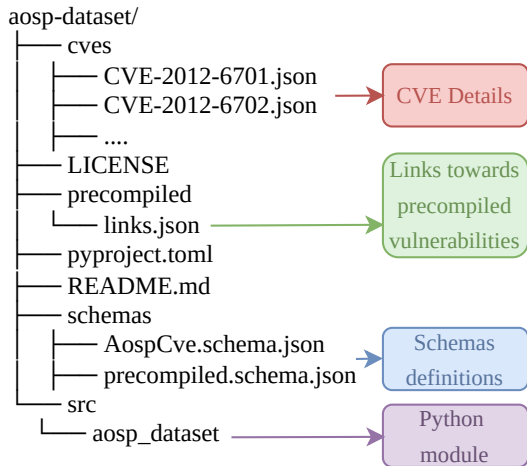 aosp-dataset/
cves
CVE-2012-6701.json
CVE-2012-6702.json
CVE Details
....
LICENSE
precompiled
links.json
Links towards
precompiled
vulnerabilities
pyproject.toml
README.md
schemas
AospCve.schema.json
precompiled.schema.json
Schemas
definitions
src
aosp_dataset
Python
module